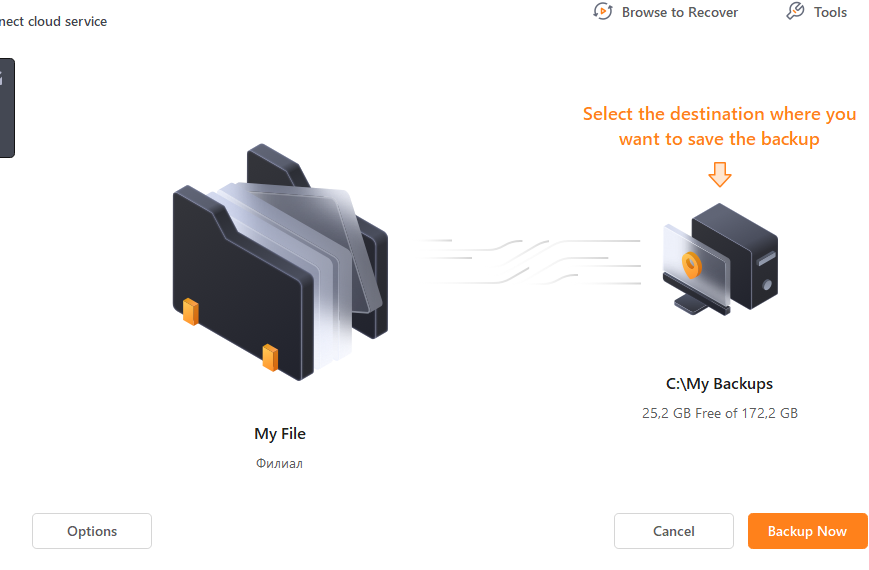 nect cloud service
Browse to Recover
Tools
Select the destination where you
want to save the backup
C:\My Backups
25,2 GB Free of 172,2 GB
My File
Филиал
Options
Cancel
Backup Now